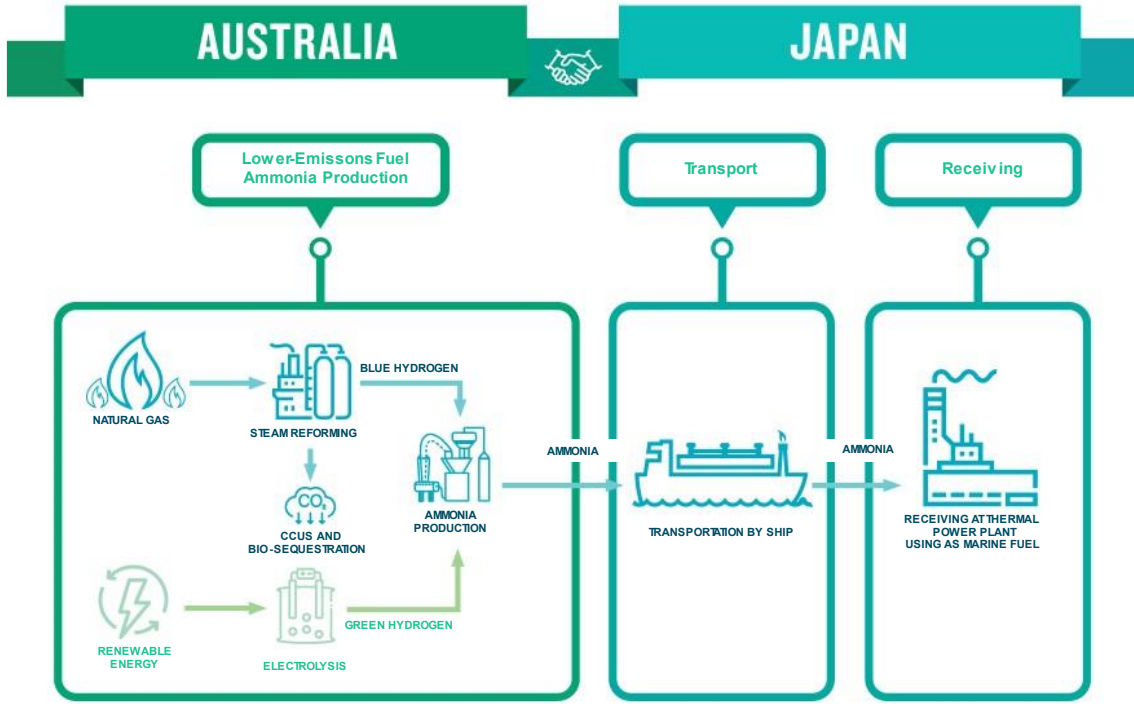 AUSTRALIA
JAPAN
Lower-Emissons Fuel
Ammonia Production
Transport
Receiving
NATURAL GAS
STEAM REFORMING
BLUE HYDROGEN
CO₂
CCUS AND
BIO-SEQUESTRATION
AMMONIA
PRODUCTION
RENEWABLE
ENERGY
ELECTROLYSIS
GREEN HYDROGEN
AMMONIA
TRANSPORTATION BY SHIP
AMMONIA
RECEIVING AT THERMAL
POWER PLANT
USING AS MARINE FUEL